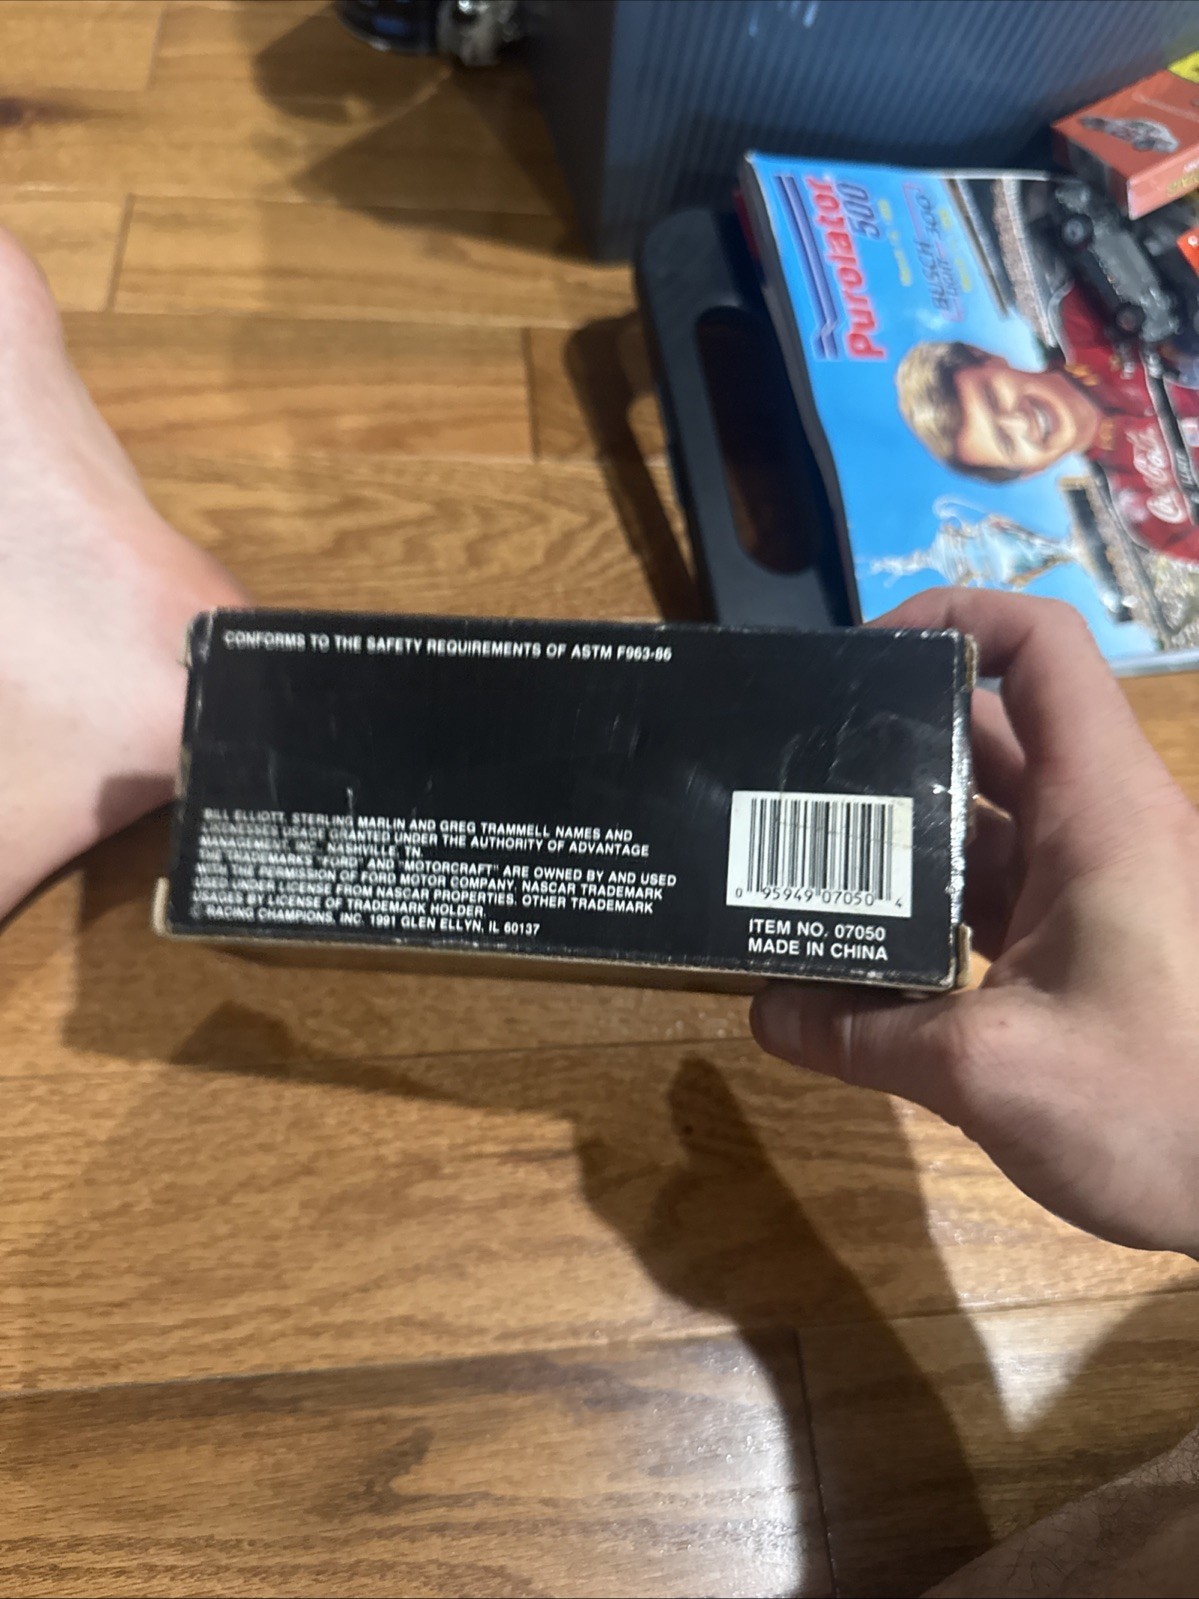 Purolator
500
BUSCH
300
Coca-Cola
CONFORMS TO THE SAFETY REQUIREMENTS OF ASTM F963-86
BILL ELLIOTT, STERLING MARLIN AND GREG TRAMMELL NAMES AND
LICENSES USAGE GRANTED UNDER THE AUTHORITY OF ADVANTAGE
MANAGEMENT, INC., NASHVILLE, TN.
THE TRADEMARKS "FORD" AND "MOTORCRAFT" ARE OWNED BY AND USED
WITH THE PERMISSION OF FORD MOTOR COMPANY. NASCAR TRADEMARK
USED UNDER LICENSE FROM NASCAR PROPERTIES. OTHER TRADEMARK
USAGES BY LICENSE OF TRADEMARK HOLDER.
© RACING CHAMPIONS, INC. 1991 GLEN ELLYN, IL 60137
0 95949 07050 4
ITEM NO. 07050
MADE IN CHINA